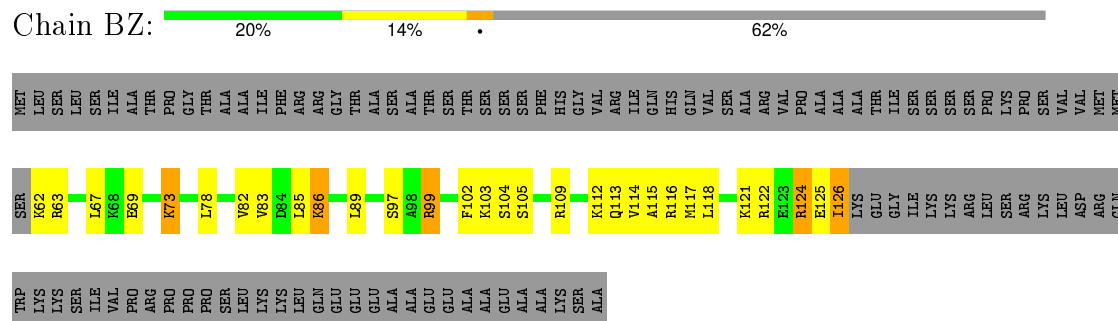 Chain BZ:
20% 14% • 62%
MET LEU SER LEU LEU SER ILE ALA THR PRO GLY THR ALA ALA ILE PHE ARG ARG GLY THR ALA SER ALA THR SER THR SER SER SER PHE HIS GLY VAL ARG ILE GLN HIS GLN VAL SER ALA ARG VAL PRO ALA ALA ALA THR ILE SER SER SER SER PRO LYS PRO SER VAL VAL MET MET
SER K62 R63 L67 K68 E69 K73 L78 V82 V83 D84 L85 K86 L89 S97 A98 R99 F102 K103 S104 S105 R109 K112 Q113 V114 A115 R116 M117 L118 K121 R122 E123 R124 E125 I126 LYS GLU GLY ILE LYS LYS ARG LEU SER ARG LYS LEU ASP ARG GLN
TRP LYS LYS SER ILE VAL PRO ARG PRO PRO PRO SER LEU LYS LYS LEU GLN GLU GLU GLU ALA ALA GLU GLU ALA ALA GLU ALA ALA LYS SER ALA